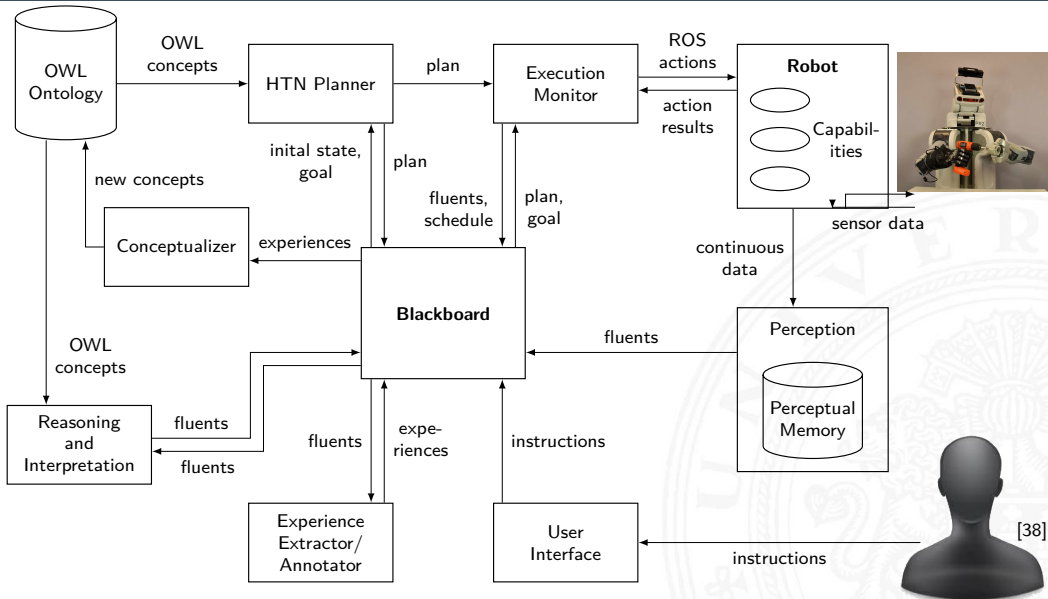 OWL
Ontology
OWL
concepts
HTN Planner
plan
Execution
Monitor
ROS
actions
action
results
Robot
Capabil-
ities
sensor data
new concepts
inital state,
goal
plan
fluents,
schedule
plan,
goal
continuous
data
Conceptualizer
experiences
Blackboard
fluents
Perception
Perceptual
Memory
OWL
concepts
Reasoning
and
Interpretation
fluents
fluents
fluents
expe-
riences
instructions
Experience
Extractor/
Annotator
User
Interface
instructions
[38]
UNIVER